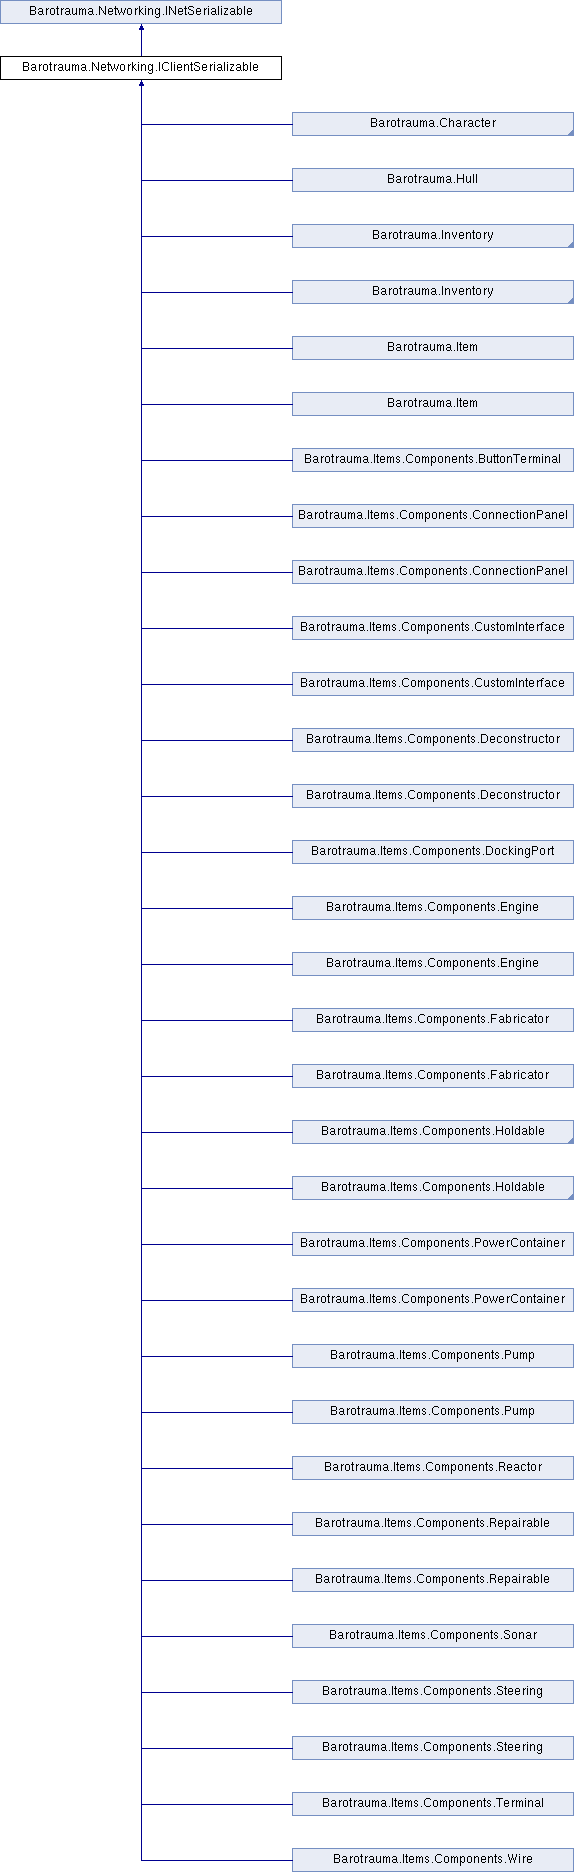 Barotrauma.Networking.INetSerializable
Barotrauma.Networking.IClientSerializable
Barotrauma.Character
Barotrauma.Hull
Barotrauma.Inventory
Barotrauma.Inventory
Barotrauma.Item
Barotrauma.Item
Barotrauma.Items.Components.ButtonTerminal
Barotrauma.Items.Components.ConnectionPanel
Barotrauma.Items.Components.ConnectionPanel
Barotrauma.Items.Components.CustomInterface
Barotrauma.Items.Components.CustomInterface
Barotrauma.Items.Components.Deconstructor
Barotrauma.Items.Components.Deconstructor
Barotrauma.Items.Components.DockingPort
Barotrauma.Items.Components.Engine
Barotrauma.Items.Components.Engine
Barotrauma.Items.Components.Fabricator
Barotrauma.Items.Components.Fabricator
Barotrauma.Items.Components.Holdable
Barotrauma.Items.Components.Holdable
Barotrauma.Items.Components.PowerContainer
Barotrauma.Items.Components.PowerContainer
Barotrauma.Items.Components.Pump
Barotrauma.Items.Components.Pump
Barotrauma.Items.Components.Reactor
Barotrauma.Items.Components.Repairable
Barotrauma.Items.Components.Repairable
Barotrauma.Items.Components.Sonar
Barotrauma.Items.Components.Steering
Barotrauma.Items.Components.Steering
Barotrauma.Items.Components.Terminal
Barotrauma.Items.Components.Wire